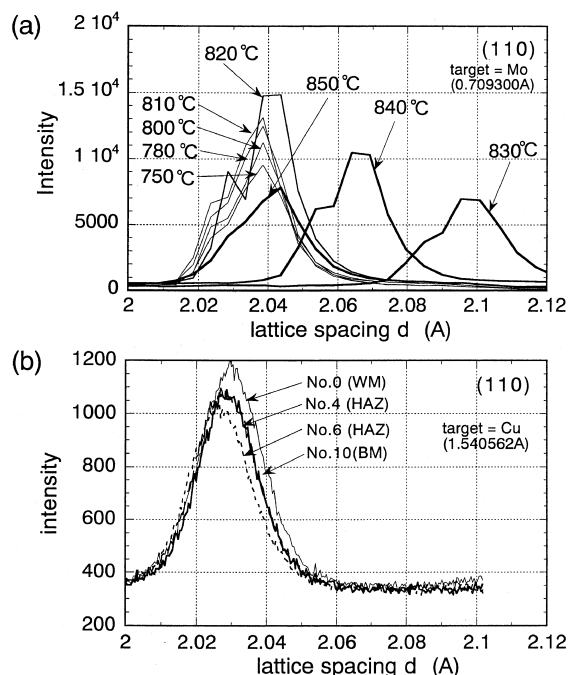 (a)
2 10⁴
1.5 10⁴
1 10⁴
5000
0
Intensity
820℃
810℃
800℃
780℃
750℃
850℃
840℃
830℃
(110)
target = Mo
(0.709300A)
2
2.02
2.04
2.06
2.08
2.1
2.12
lattice spacing d (A)
(b)
1200
1000
800
600
400
200
intensity
No.0 (WM)
No.4 (HAZ)
No.6 (HAZ)
No.10(BM)
(110)
target = Cu
(1.540562A)
2
2.02
2.04
2.06
2.08
2.1
2.12
lattice spacing d (A)